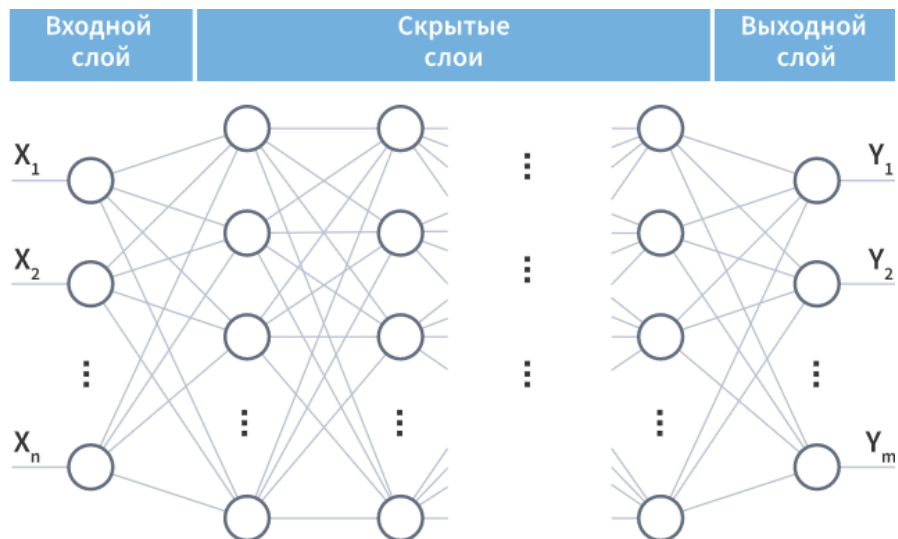 Входной
слой
Скрытые
слои
Выходной
слой
X₁
Y₁
X₂
Y₂
Xₙ
Yₘ